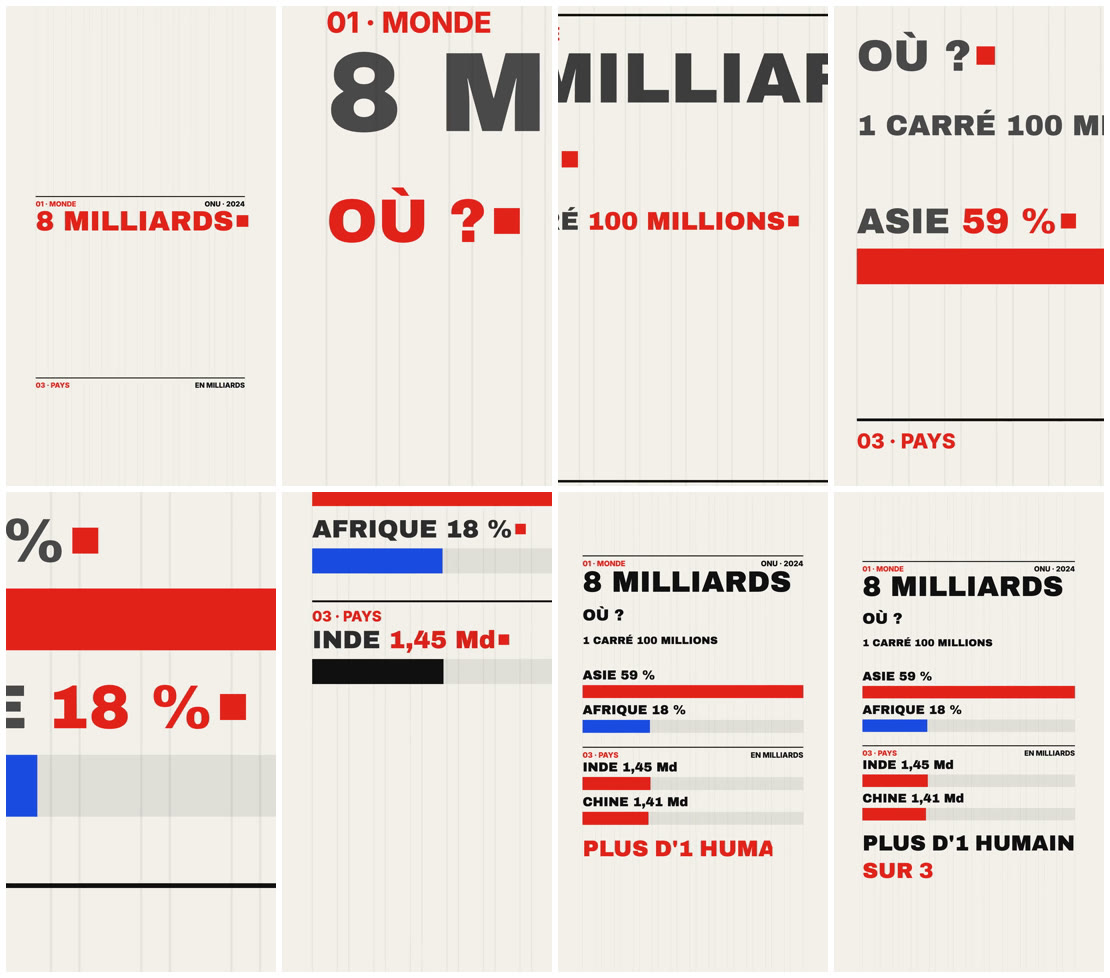 01 · MONDE
ONU · 2024
8 MILLIARDS
03 · PAYS
EN MILLIARDS
01 · MONDE
8 M
OÙ ?
MILLIAR
É 100 MILLIONS
OÙ ?
1 CARRÉ 100 MI
ASIE 59 %
03 · PAYS
%
E 18 %
AFRIQUE 18 %
03 · PAYS
INDE 1,45 Md
01 · MONDE
ONU · 2024
8 MILLIARDS
OÙ ?
1 CARRÉ 100 MILLIONS
ASIE 59 %
AFRIQUE 18 %
03 · PAYS
EN MILLIARDS
INDE 1,45 Md
CHINE 1,41 Md
PLUS D'1 HUMA
01 · MONDE
ONU · 2024
8 MILLIARDS
OÙ ?
1 CARRÉ 100 MILLIONS
ASIE 59 %
AFRIQUE 18 %
03 · PAYS
EN MILLIARDS
INDE 1,45 Md
CHINE 1,41 Md
PLUS D'1 HUMAIN
SUR 3